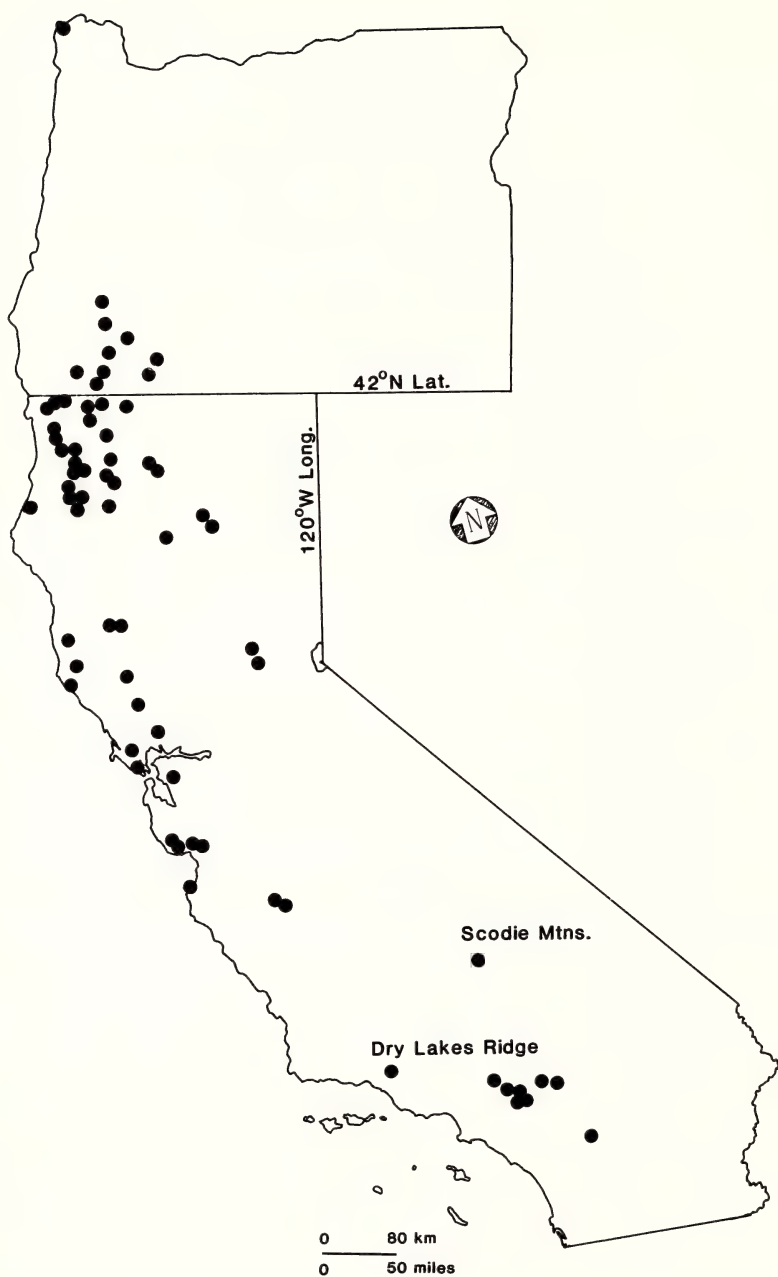 42°N Lat.
120°W Long.
N
Scodie Mtns.
Dry Lakes Ridge
0 80 km
0 50 miles